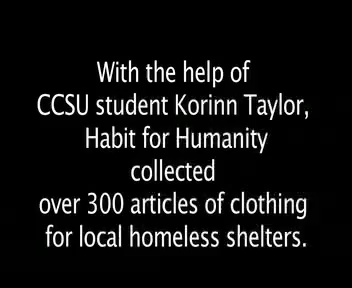 With the help of
CCSU student Korinn Taylor,
Habit for Humanity
collected
over 300 articles of clothing
for local homeless shelters.